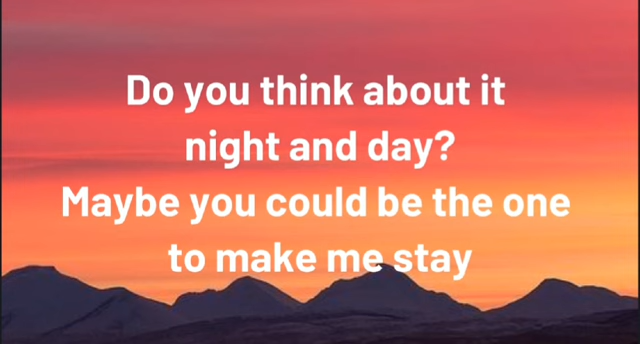 Do you think about it
night and day?
Maybe you could be the one
to make me stay